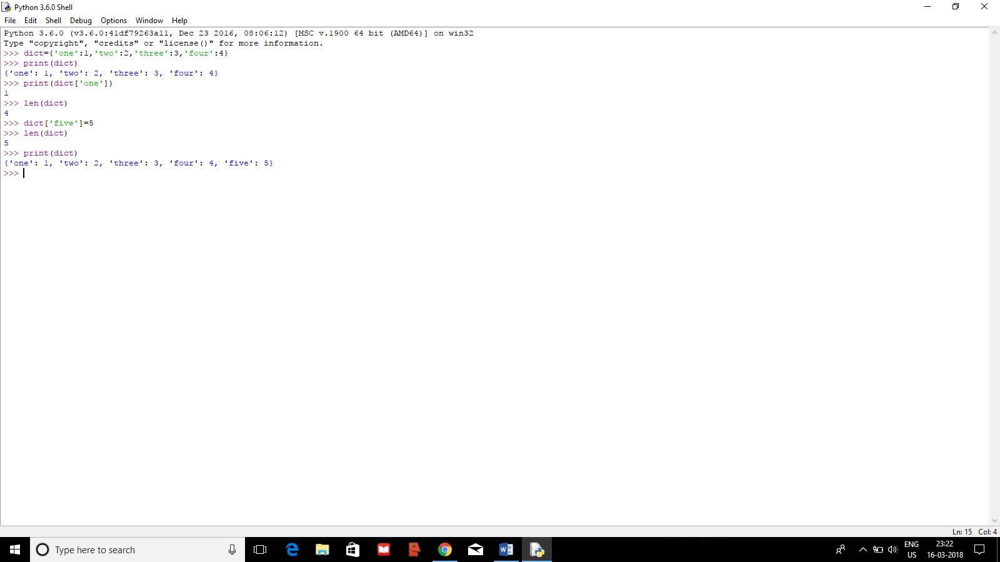 Python 3.6.0 Shell
File Edit Shell Debug Options Window Help
Python 3.6.0 (v3.6.0:41df79263a11, Dec 23 2016, 08:06:12) [MSC v.1900 64 bit (AMD64)] on win32
Type "copyright", "credits" or "license()" for more information.
>>> dict={'one':1,'two':2,'three':3,'four':4}
>>> print(dict)
{'one': 1, 'two': 2, 'three': 3, 'four': 4}
>>> print(dict['one'])
1
>>> len(dict)
4
>>> dict['five']=5
>>> len(dict)
5
>>> print(dict)
{'one': 1, 'two': 2, 'three': 3, 'four': 4, 'five': 5}
>>>
Ln: 15 Col: 4
Type here to search
ENG
US
23:22
16-03-2018